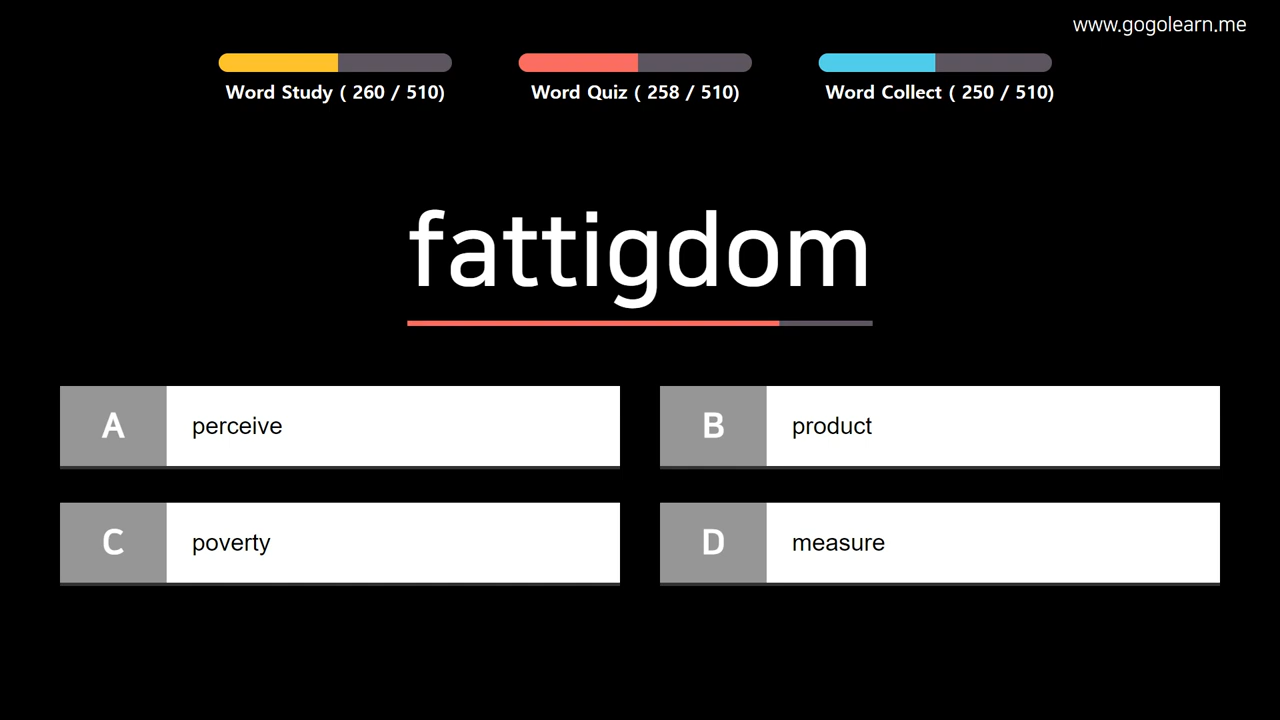 www.gogolearn.me
Word Study ( 260 / 510)
Word Quiz ( 258 / 510)
Word Collect ( 250 / 510)
fattigdom
A perceive
B product
C poverty
D measure